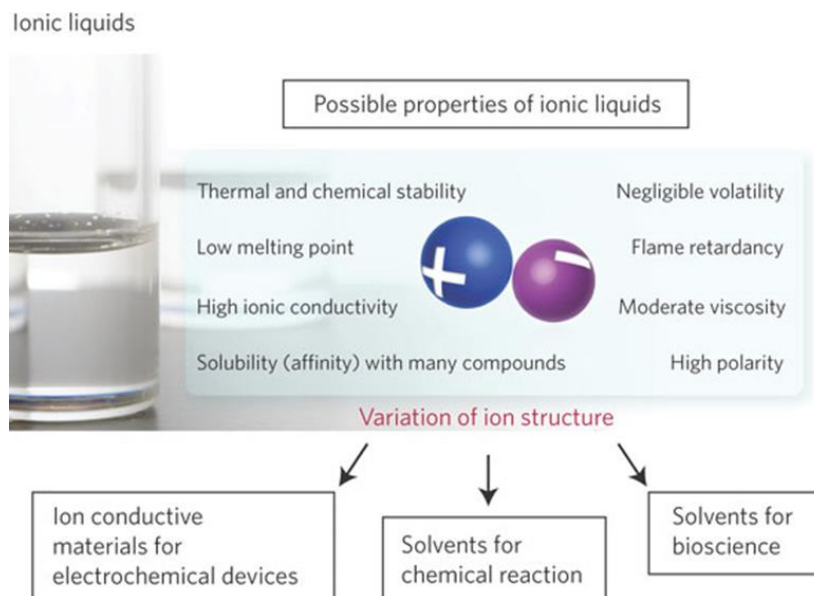 Ionic liquids
Possible properties of ionic liquids
Thermal and chemical stability
Negligible volatility
Low melting point
Flame retardancy
High ionic conductivity
Moderate viscosity
Solubility (affinity) with many compounds
High polarity
+
−
Variation of ion structure
Ion conductive
materials for
electrochemical devices
Solvents for
chemical reaction
Solvents for
bioscience